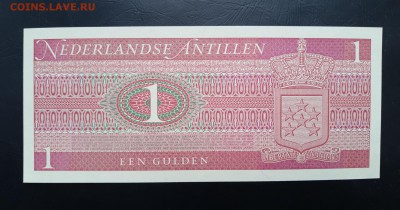 COINS.LAVE.RU
NEDERLANDSE ANTILLEN 1
1
1 EEN GULDEN